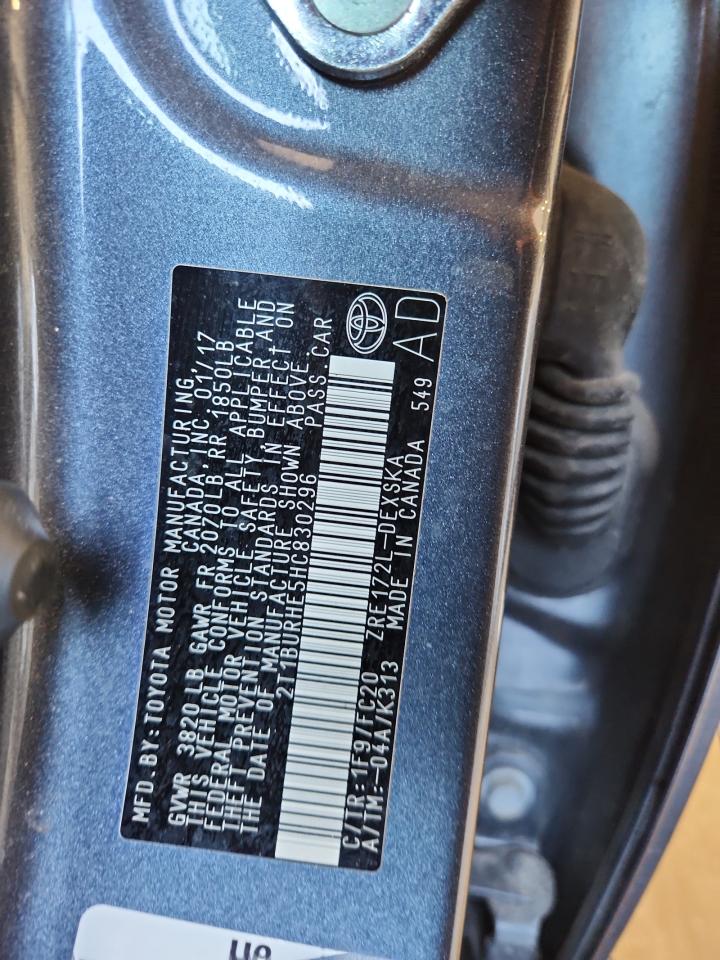 MFD.BY:TOYOTA MOTOR MANUFACTURING,
CANADA,INC. 01/17
GVWR 3820 LB GAWR FR 2070LB,RR 1850LB
THIS VEHICLE CONFORMS TO ALL APPLICABLE
FEDERAL MOTOR VEHICLE SAFETY,BUMPER,AND
THEFT PREVENTION STANDARDS IN EFFECT ON
THE DATE OF MANUFACTURE SHOWN ABOVE.
2T1BURHE5HC830296 PASS.CAR
C/TR:1F9/FC20 ZRE172L-DEXSKA
A/TM:-04A/K313 MADE IN CANADA 549
AD